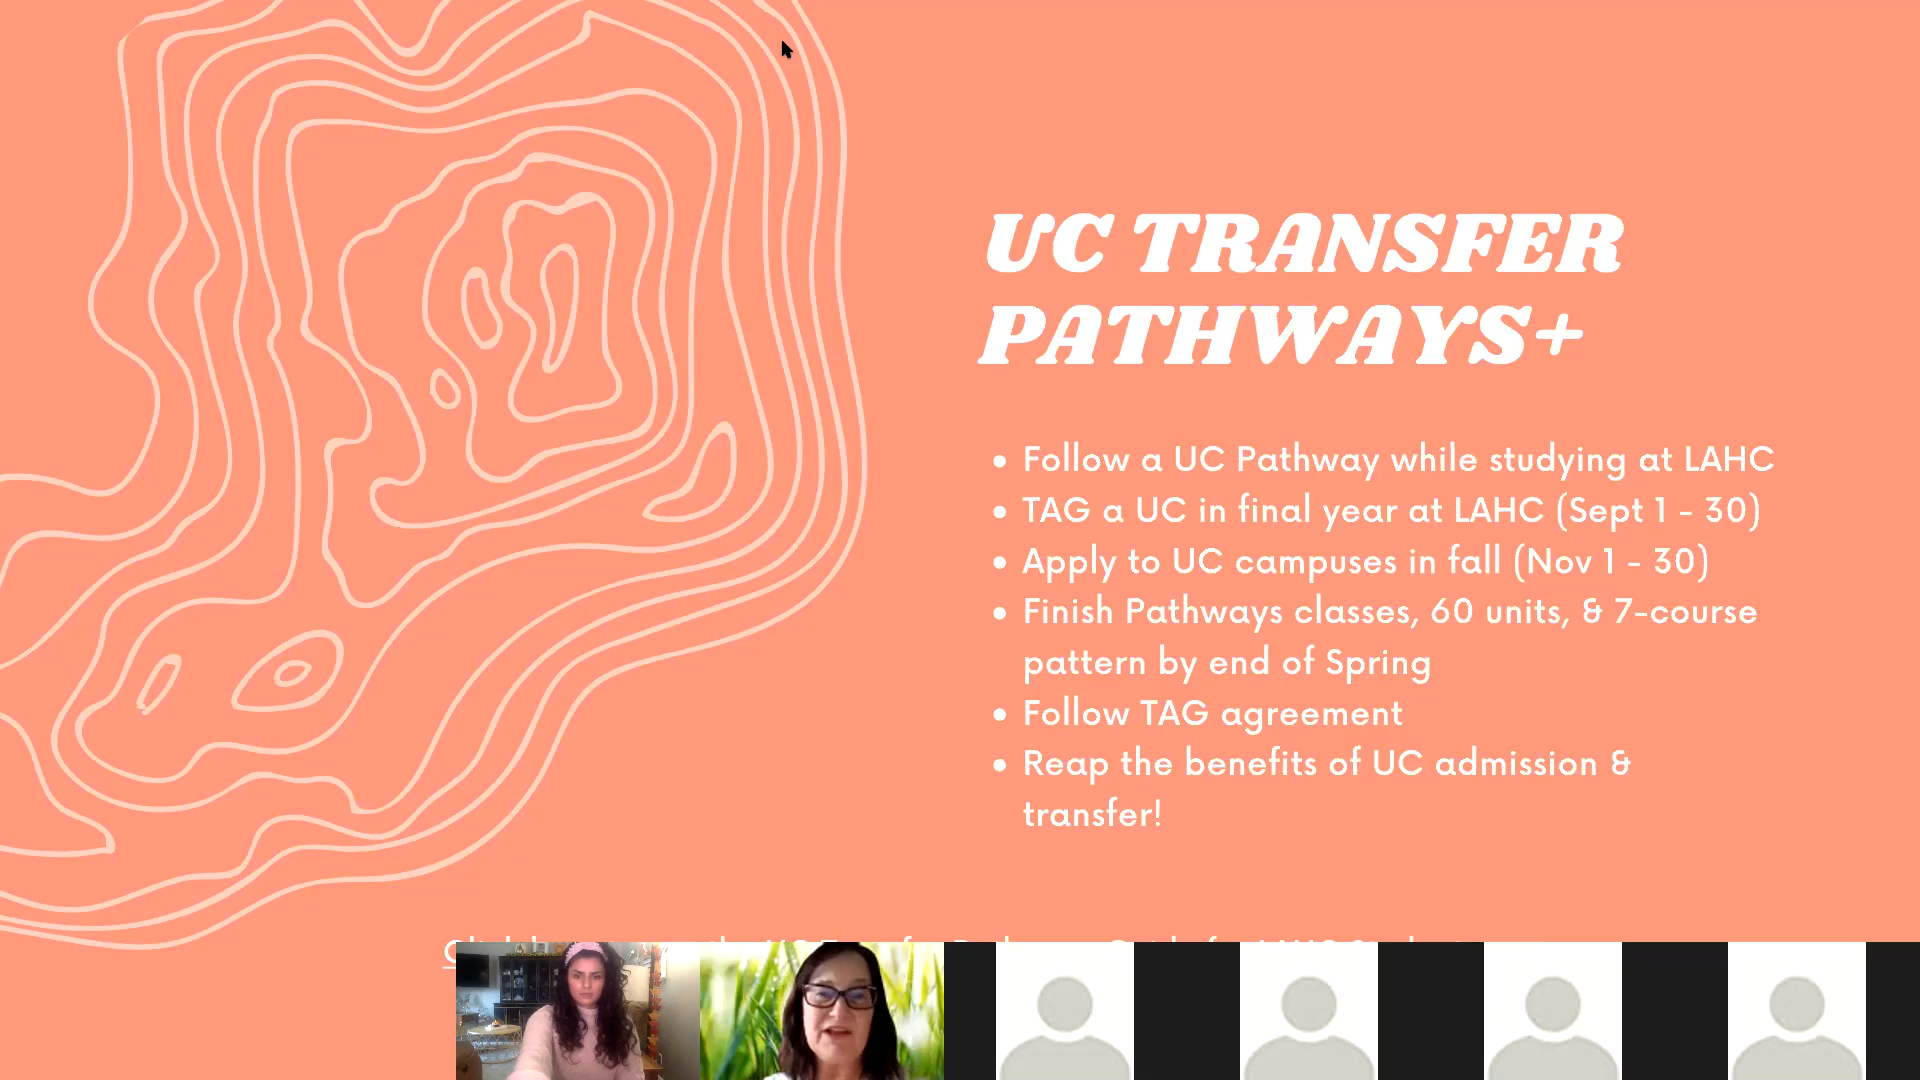 UC TRANSFER
PATHWAYS+
• Follow a UC Pathway while studying at LAHC
• TAG a UC in final year at LAHC (Sept 1 - 30)
• Apply to UC campuses in fall (Nov 1 - 30)
• Finish Pathways classes, 60 units, & 7-course
pattern by end of Spring
• Follow TAG agreement
• Reap the benefits of UC admission &
transfer!